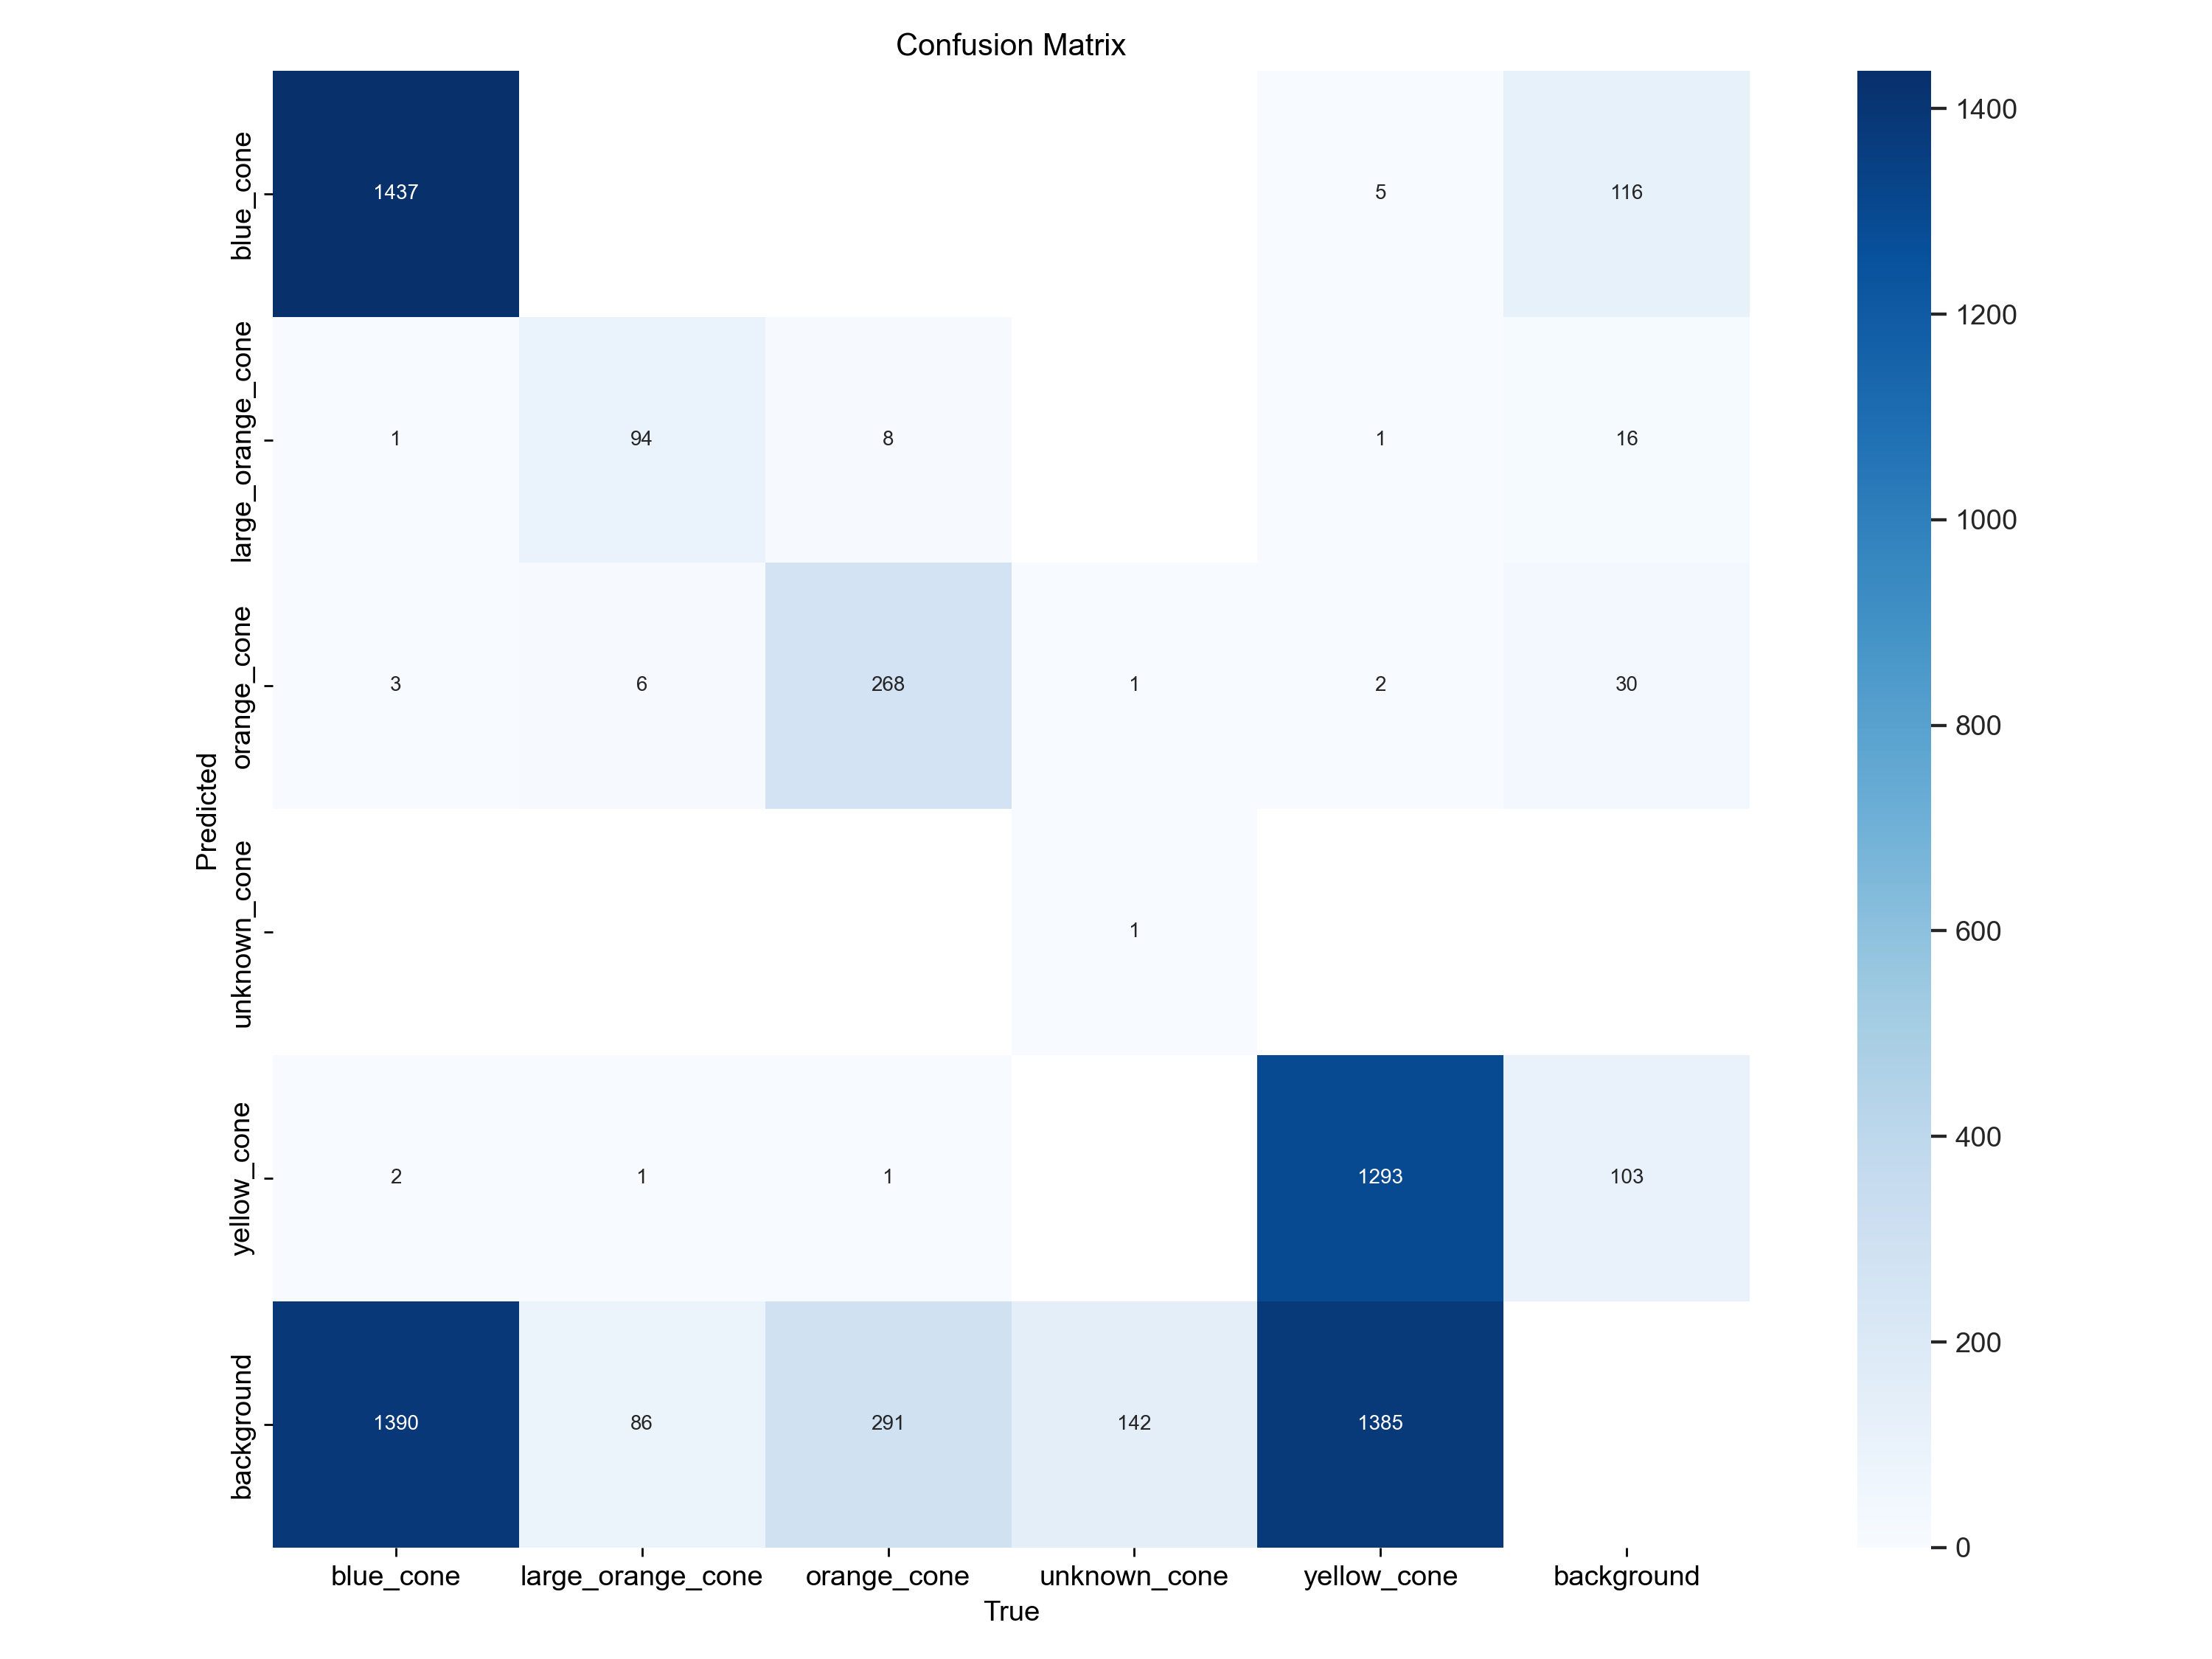 Confusion Matrix
Predicted
blue_cone
1437
5
116
large_orange_cone
1
94
8
1
16
orange_cone
3
6
268
1
2
30
unknown_cone
1
yellow_cone
2
1
1
1293
103
background
1390
86
291
142
1385
blue_cone
large_orange_cone
orange_cone
unknown_cone
yellow_cone
background
True
1400
1200
1000
800
600
400
200
0